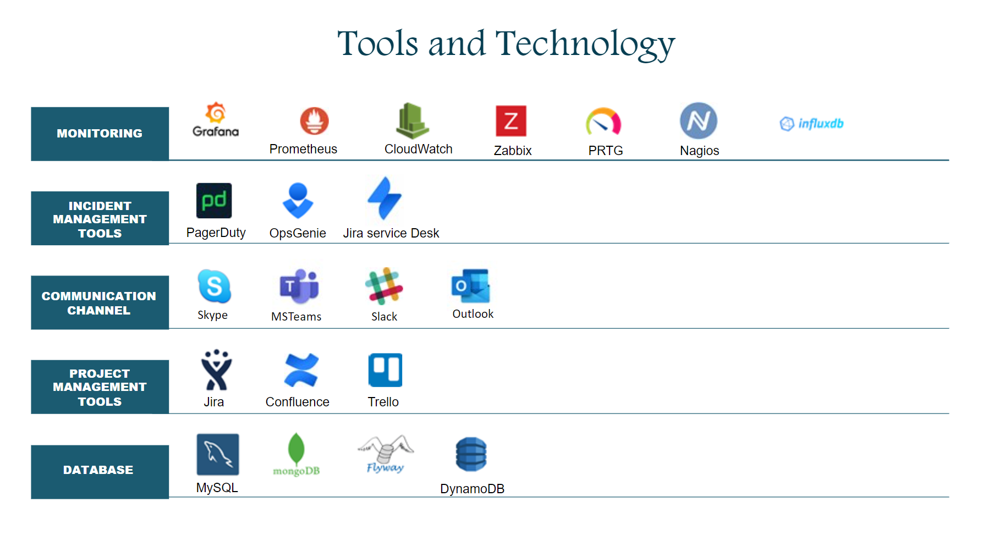 Tools and Technology
MONITORING
Grafana
Prometheus
CloudWatch
Z
Zabbix
PRTG
N
Nagios
influxdb
INCIDENT
MANAGEMENT
TOOLS
pd
PagerDuty
OpsGenie
Jira service Desk
COMMUNICATION
CHANNEL
S
Skype
T
MSTeams
Slack
O
Outlook
PROJECT
MANAGEMENT
TOOLS
Jira
Confluence
Trello
DATABASE
MySQL
mongoDB
Flyway
DynamoDB